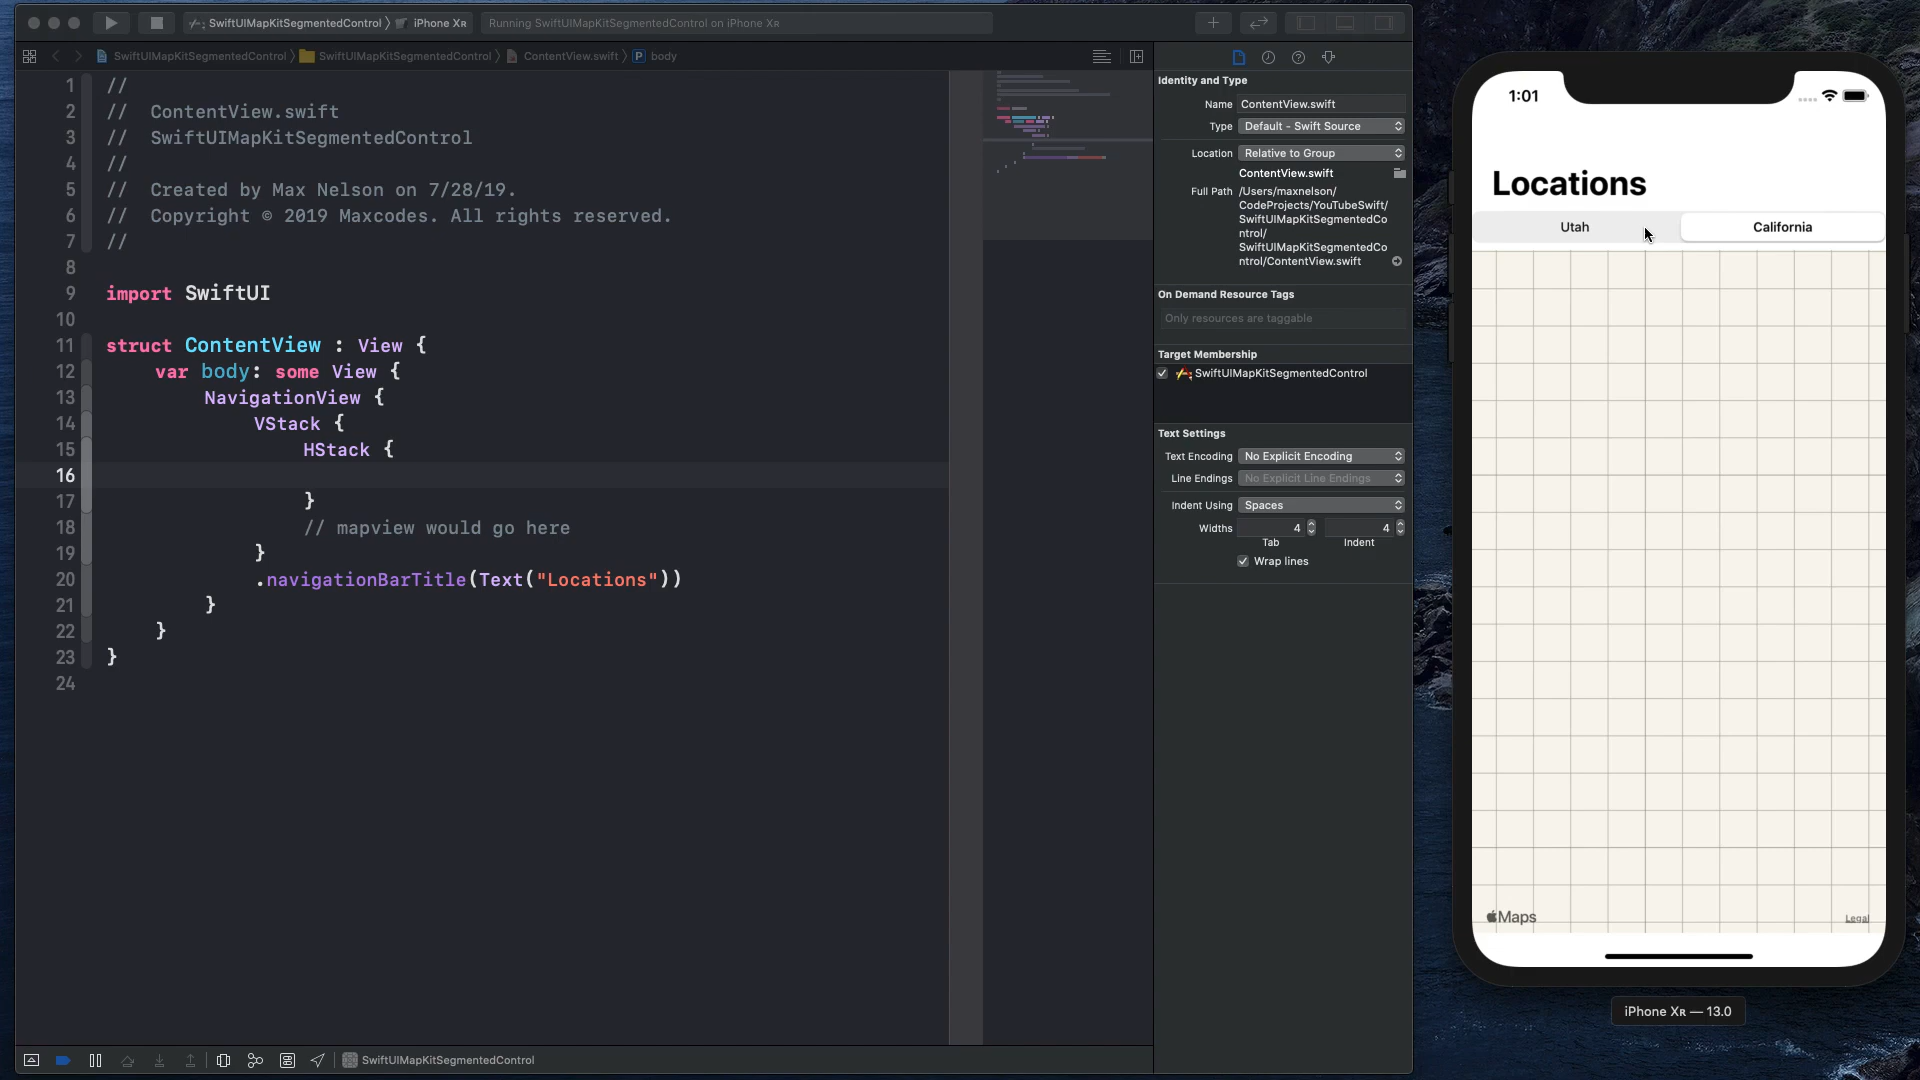 SwiftUIMapKitSegmentedControl 〉 iPhone Xʀ
Running SwiftUIMapKitSegmentedControl on iPhone Xʀ
SwiftUIMapKitSegmentedControl 〉 SwiftUIMapKitSegmentedControl 〉 ContentView.swift 〉 P body
1 //
2 //  ContentView.swift
3 //  SwiftUIMapKitSegmentedControl
4 //
5 //  Created by Max Nelson on 7/28/19.
6 //  Copyright © 2019 Maxcodes. All rights reserved.
7 //
8
9 import SwiftUI
10
11 struct ContentView : View {
12     var body: some View {
13         NavigationView {
14             VStack {
15                 HStack {
16
17                 }
18                 // mapview would go here
19             }
20             .navigationBarTitle(Text("Locations"))
21         }
22     }
23 }
24
SwiftUIMapKitSegmentedControl
Identity and Type
Name ContentView.swift
Type Default - Swift Source
Location Relative to Group
ContentView.swift
Full Path /Users/maxnelson/
CodeProjects/YouTubeSwift/
SwiftUIMapKitSegmentedCo
ntrol/
SwiftUIMapKitSegmentedCo
ntrol/ContentView.swift
On Demand Resource Tags
Only resources are taggable
Target Membership
SwiftUIMapKitSegmentedControl
Text Settings
Text Encoding No Explicit Encoding
Line Endings No Explicit Line Endings
Indent Using Spaces
Widths 4 4
Tab Indent
Wrap lines
1:01
Locations
Utah California
Maps Legal
iPhone Xʀ — 13.0